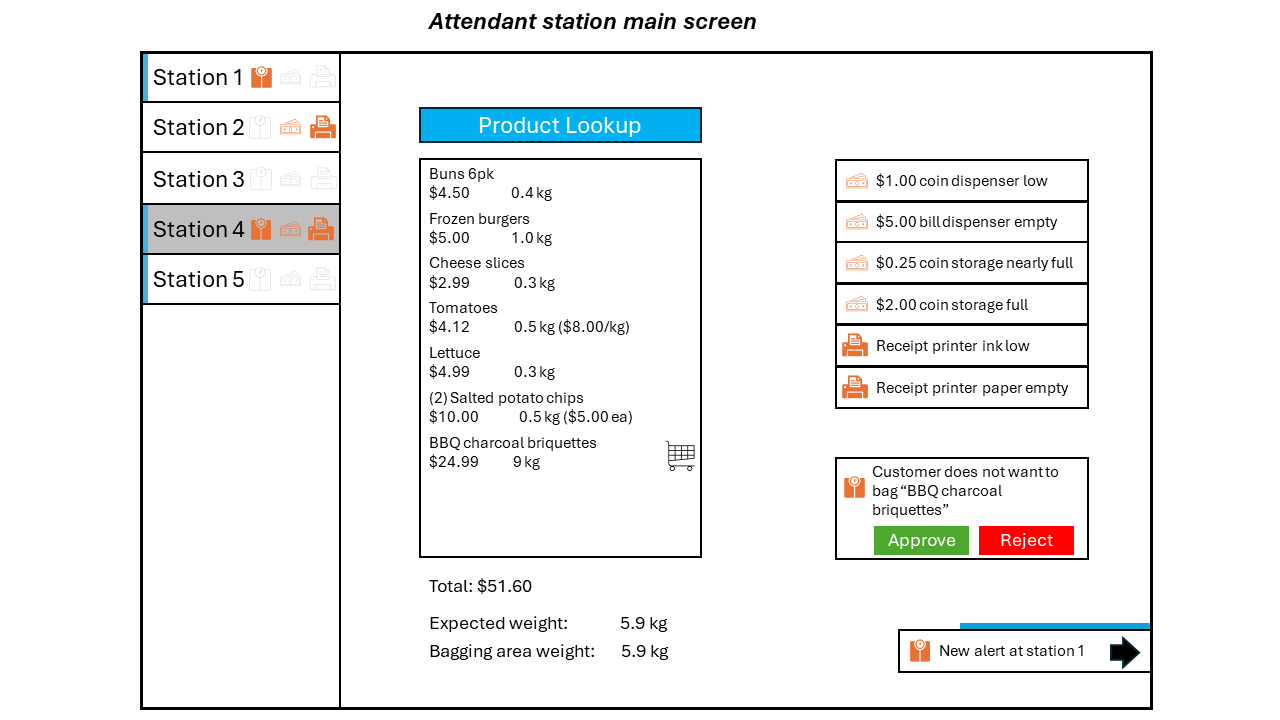 Attendant station main screen
Station 1
Station 2
Station 3
Station 4
Station 5
Product Lookup
Buns 6pk
$4.50 0.4 kg
Frozen burgers
$5.00 1.0 kg
Cheese slices
$2.99 0.3 kg
Tomatoes
$4.12 0.5 kg ($8.00/kg)
Lettuce
$4.99 0.3 kg
(2) Salted potato chips
$10.00 0.5 kg ($5.00 ea)
BBQ charcoal briquettes
$24.99 9 kg
Total: $51.60
Expected weight: 5.9 kg
Bagging area weight: 5.9 kg
$1.00 coin dispenser low
$5.00 bill dispenser empty
$0.25 coin storage nearly full
$2.00 coin storage full
Receipt printer ink low
Receipt printer paper empty
Customer does not want to
bag “BBQ charcoal
briquettes”
Approve Reject
New alert at station 1